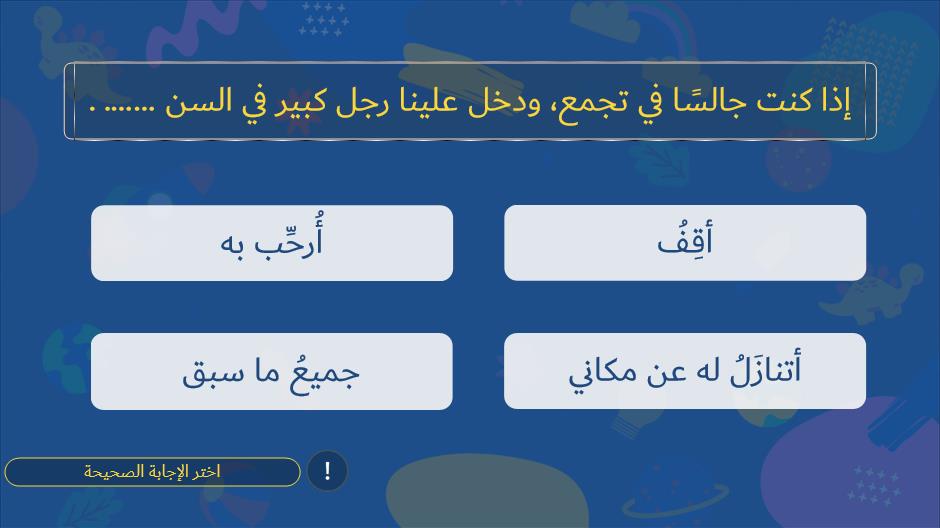 إذا كنت جالسًا في تجمع، ودخل علينا رجل كبير في السن ....... .
أقِفُ
أُرحِّب به
أتنازَلُ له عن مكاني
جميعُ ما سبق
!
اختر الإجابة الصحيحة